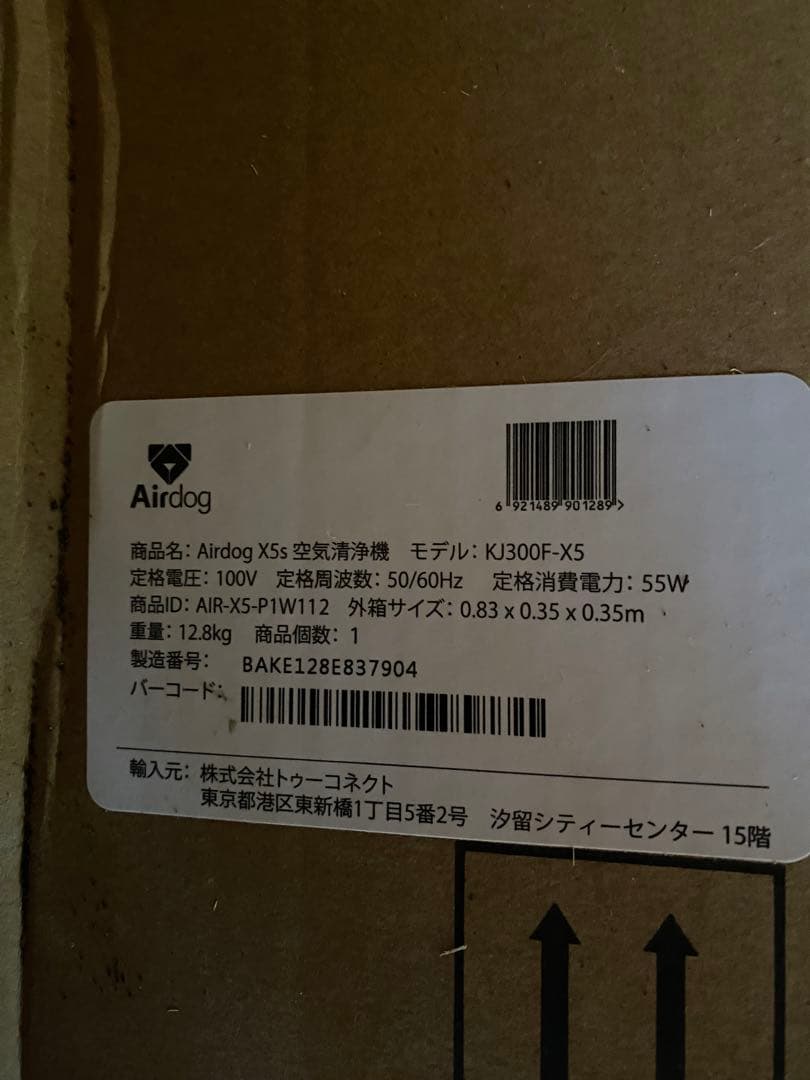 Airdog
6 921489 901289 >
商品名： Airdog X5s 空気清浄機 モデル： KJ300F-X5
定格電圧： 100V 定格周波数： 50/60Hz 定格消費電力： 55W
商品ID： AIR-X5-P1W112 外箱サイズ： 0.83 x 0.35 x 0.35m
重量： 12.8kg 商品個数： 1
製造番号： BAKE128E837904
バーコード：
輸入元： 株式会社トゥーコネクト
東京都港区東新橋1丁目5番2号 汐留シティーセンター 15階